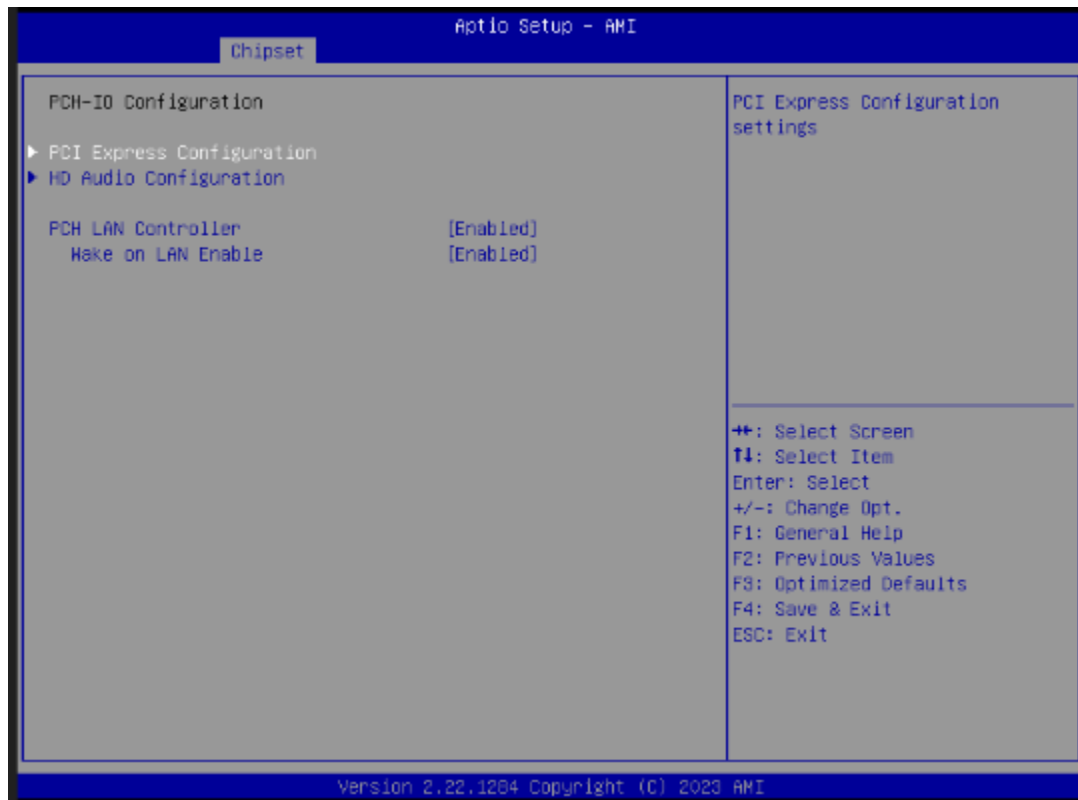 Aptio Setup - AMI
Chipset
PCH-IO Configuration
PCI Express Configuration
HD Audio Configuration
PCH LAN Controller [Enabled]
Wake on LAN Enable [Enabled]
PCI Express Configuration
settings
→←: Select Screen
↑↓: Select Item
Enter: Select
+/-: Change Opt.
F1: General Help
F2: Previous Values
F3: Optimized Defaults
F4: Save & Exit
ESC: Exit
Version 2.22.1284 Copyright (C) 2023 AMI